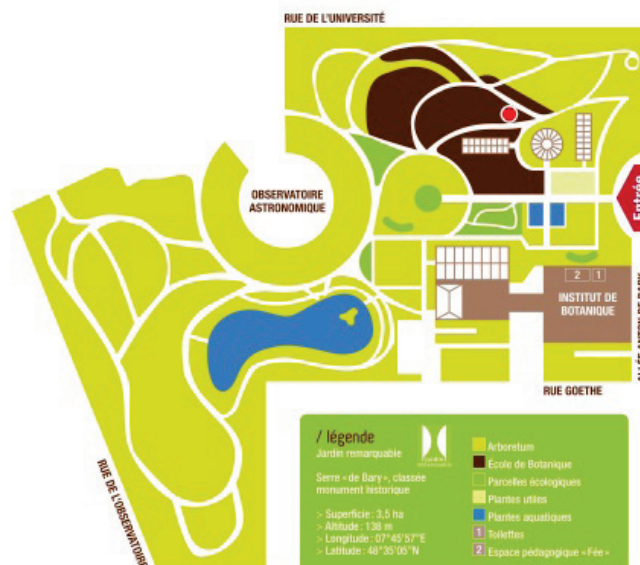 RUE DE L'UNIVERSITÉ
OBSERVATOIRE
ASTRONOMIQUE
Entrée
2 1
INSTITUT DE
BOTANIQUE
RUE GOETHE
RUE DE L'OBSERVATOIRE
/ légende
Jardin remarquable
Serre « de Bary », classée
monument historique
> Superficie : 3,5 ha
> Altitude : 138 m
> Longitude : 07°45'57"E
> Latitude : 48°35'05"N
Arboretum
Ecole de Botanique
Parcelles écologiques
Plantes utiles
Plantes aquatiques
1 Toilettes
2 Espace pédagogique « Fée »